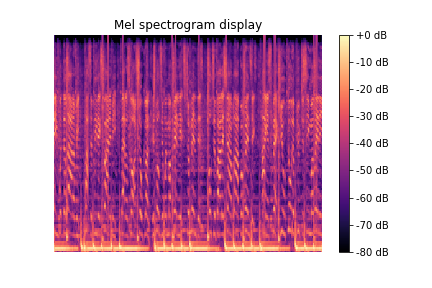 Mel spectrogram display
+0 dB
-10 dB
-20 dB
-30 dB
-40 dB
-50 dB
-60 dB
-70 dB
-80 dB